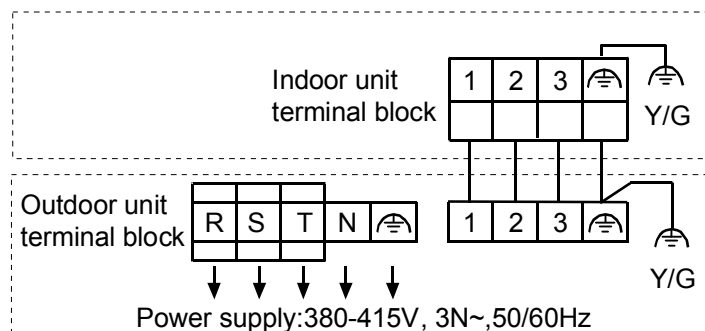 Indoor unit
terminal block
1 2 3
Y/G
Outdoor unit
terminal block
R S T N
1 2 3
Y/G
Power supply:380-415V, 3N~,50/60Hz